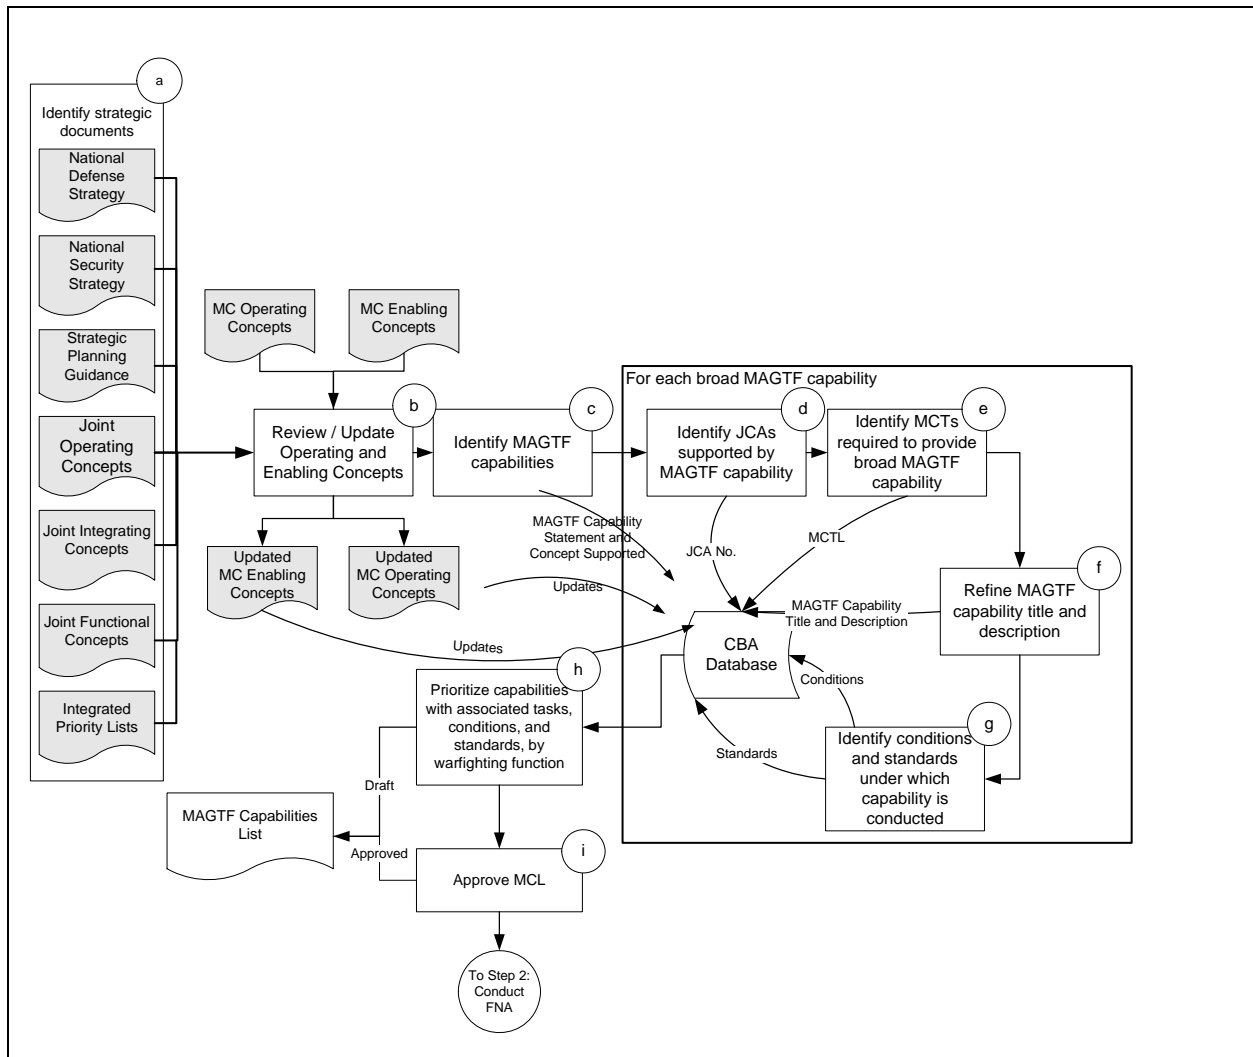 a
Identify strategic
documents
National
Defense
Strategy
National
Security
Strategy
Strategic
Planning
Guidance
Joint
Operating
Concepts
Joint Integrating
Concepts
Joint Functional
Concepts
Integrated
Priority Lists
MC Operating
Concepts
MC Enabling
Concepts
b
Review / Update
Operating and
Enabling Concepts
c
Identify MAGTF
capabilities
Updated
MC Enabling
Concepts
Updated
MC Operating
Concepts
MAGTF Capability
Statement and
Concept Supported
Updates
Updates
For each broad MAGTF capability
d
Identify JCAs
supported by
MAGTF capability
e
Identify MCTs
required to provide
broad MAGTF
capability
JCA No.
MCTL
f
Refine MAGTF
capability title and
description
MAGTF Capability
Title and Description
CBA
Database
Conditions
Standards
g
Identify conditions
and standards
under which
capability is
conducted
h
Prioritize capabilities
with associated tasks,
conditions, and
standards, by
warfighting function
Draft
MAGTF Capabilities
List
Approved
i
Approve MCL
To Step 2:
Conduct
FNA